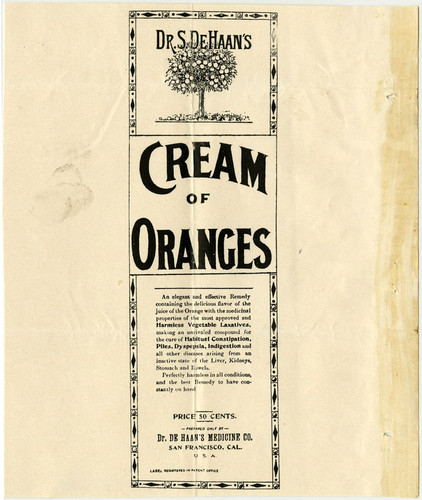 DR. S. DEHAAN'S
CREAM
OF
ORANGES
An elegant and effective Remedy
containing the delicious flavor of the
juice of the Orange with the medicinal
properties of the most approved and
Harmless Vegetable Laxatives,
making an unrivaled compound for
the cure of Habitual Constipation,
Piles, Dyspepsia, Indigestion and
all other diseases arising from an
inactive state of the Liver, Kidneys,
Stomach and Bowels.
Perfectly harmless in all conditions,
and the best Remedy to have con-
stantly on hand
PRICE 50 CENTS.
— PREPARED ONLY BY —
DR. DE HAAN'S MEDICINE CO.
SAN FRANCISCO, CAL.
U. S. A.
LABEL REGISTERED IN PATENT OFFICE